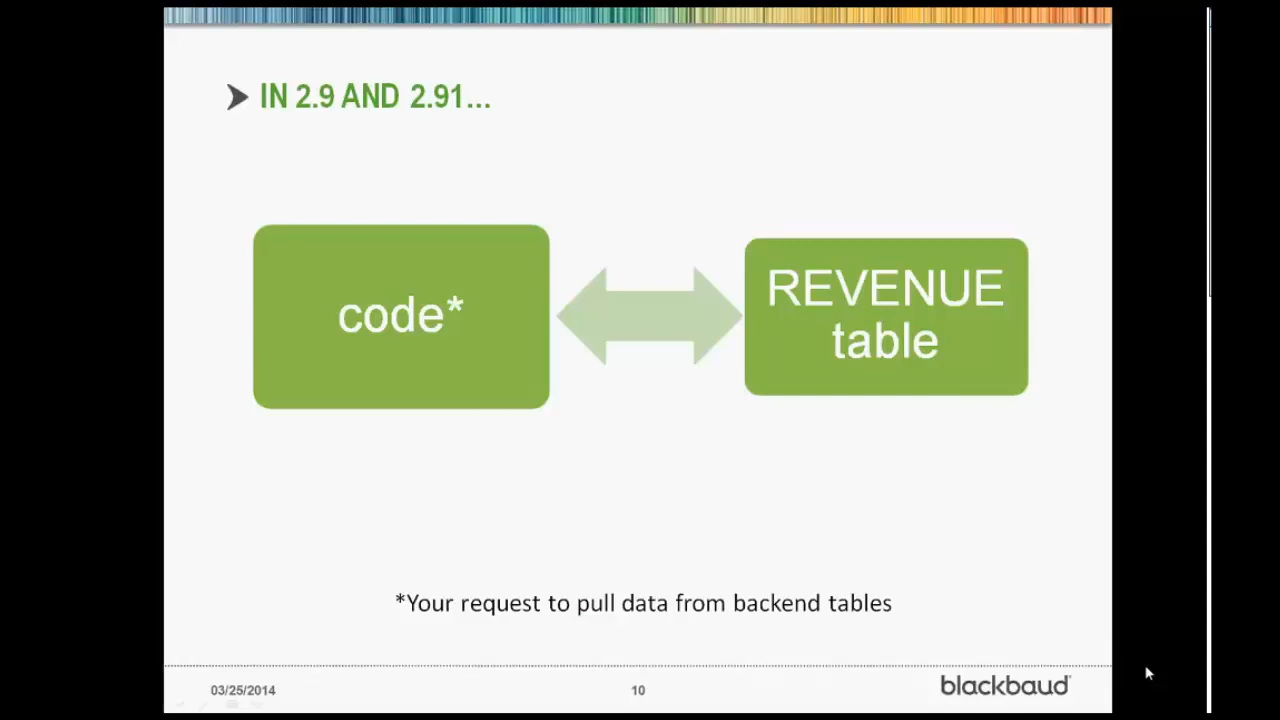 IN 2.9 AND 2.91...
code*
REVENUE
table
*Your request to pull data from backend tables
03/25/2014
10
blackbaud